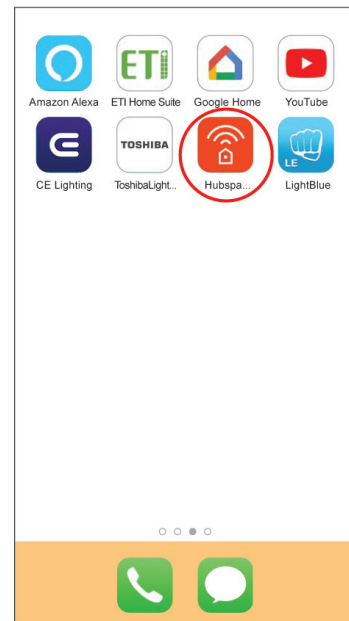 ETi
Amazon Alexa ETI Home Suite Google Home YouTube
TOSHIBA LE
CE Lighting ToshibaLight... Hubspa... LightBlue